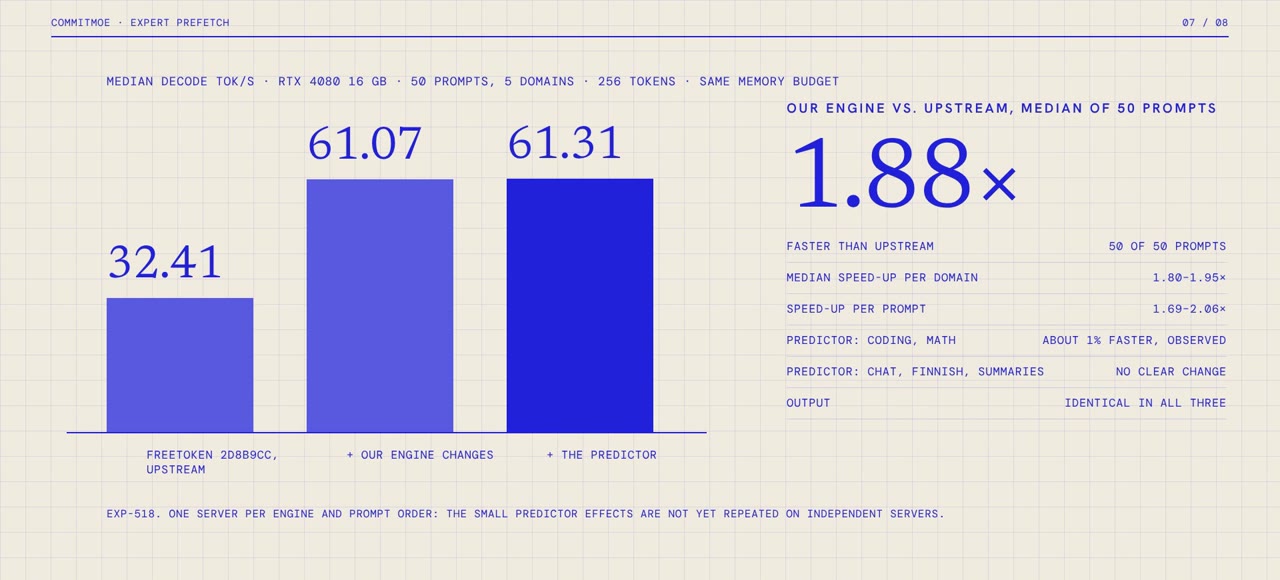 COMMITMOE · EXPERT PREFETCH
07 / 08
MEDIAN DECODE TOK/S · RTX 4080 16 GB · 50 PROMPTS, 5 DOMAINS · 256 TOKENS · SAME MEMORY BUDGET
32.41
61.07
61.31
FREETOKEN 2D8B9CC,
UPSTREAM
+ OUR ENGINE CHANGES
+ THE PREDICTOR
OUR ENGINE VS. UPSTREAM, MEDIAN OF 50 PROMPTS
1.88×
FASTER THAN UPSTREAM 50 OF 50 PROMPTS
MEDIAN SPEED-UP PER DOMAIN 1.80–1.95×
SPEED-UP PER PROMPT 1.69–2.06×
PREDICTOR: CODING, MATH ABOUT 1% FASTER, OBSERVED
PREDICTOR: CHAT, FINNISH, SUMMARIES NO CLEAR CHANGE
OUTPUT IDENTICAL IN ALL THREE
EXP-518. ONE SERVER PER ENGINE AND PROMPT ORDER: THE SMALL PREDICTOR EFFECTS ARE NOT YET REPEATED ON INDEPENDENT SERVERS.